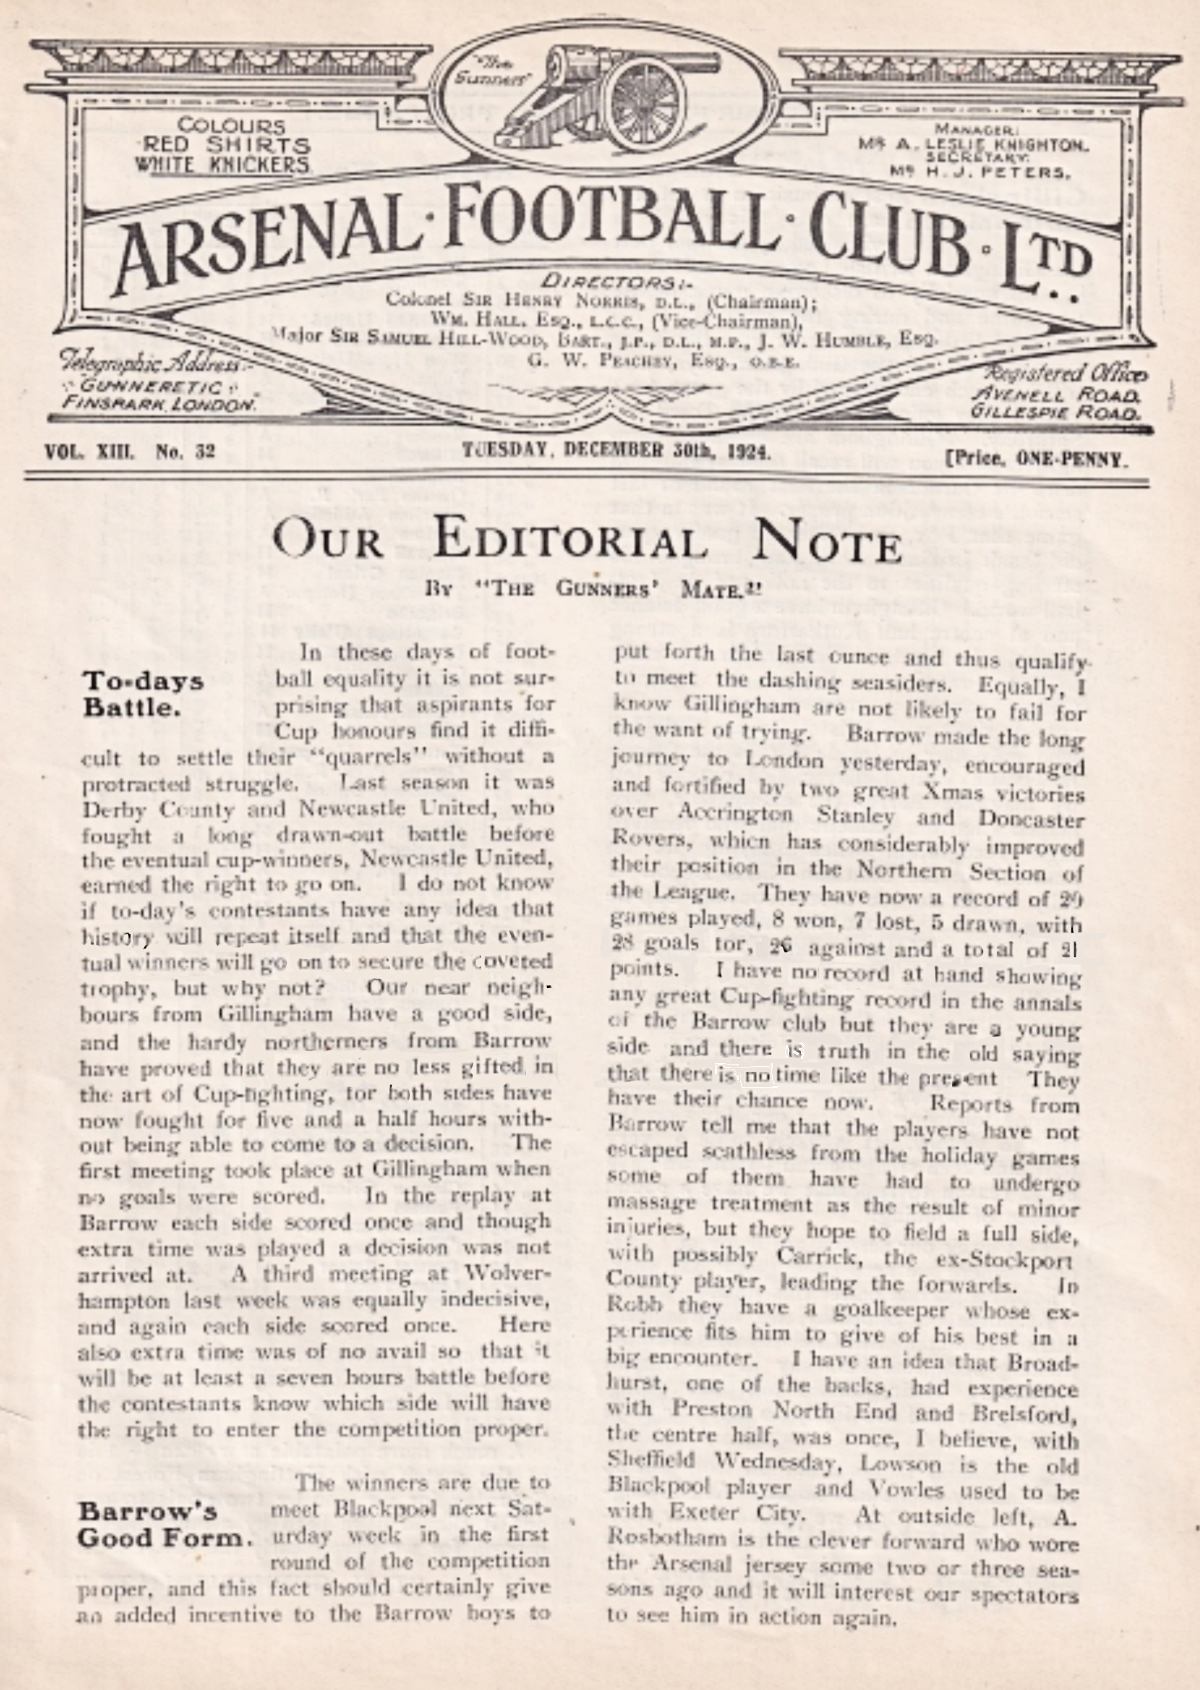 "The
Gunners"
COLOURS
RED SHIRTS
WHITE KNICKERS
MANAGER:
MR A. LESLIE KNIGHTON.
SECRETARY:
MR H. J. PETERS.
ARSENAL · FOOTBALL · CLUB · LTD..
DIRECTORS:-
Colonel SIR HENRY NORRIS, D.L., (Chairman);
WM. HALL, ESQ., L.C.C., (Vice-Chairman),
Major SIR SAMUEL HILL-WOOD, BART., J.P., D.L., M.P., J. W. HUMBLE, ESQ.
G. W. PEACHEY, ESQ., O.B.E.
Telegraphic Address:-
"GUNNERETIC"
FINSPARK, LONDON."
Registered Office
AVENELL ROAD,
GILLESPIE ROAD.
VOL. XIII. No. 32
TUESDAY, DECEMBER 30th, 1924.
[Price, ONE-PENNY.
OUR EDITORIAL NOTE
BY "THE GUNNERS' MATE."
To-days
Battle.
In these days of foot-
ball equality it is not sur-
prising that aspirants for
Cup honours find it diffi-
cult to settle their "quarrels" without a
protracted struggle. Last season it was
Derby County and Newcastle United, who
fought a long drawn-out battle before
the eventual cup-winners, Newcastle United,
earned the right to go on. I do not know
if to-day's contestants have any idea that
history will repeat itself and that the even-
tual winners will go on to secure the coveted
trophy, but why not? Our near neigh-
bours from Gillingham have a good side,
and the hardy northerners from Barrow
have proved that they are no less gifted in
the art of Cup-fighting, for both sides have
now fought for five and a half hours with-
out being able to come to a decision. The
first meeting took place at Gillingham when
no goals were scored. In the replay at
Barrow each side scored once and though
extra time was played a decision was not
arrived at. A third meeting at Wolver-
hampton last week was equally indecisive,
and again each side scored once. Here
also extra time was of no avail so that it
will be at least a seven hours battle before
the contestants know which side will have
the right to enter the competition proper.
Barrow's
Good Form.
The winners are due to
meet Blackpool next Sat-
urday week in the first
round of the competition
proper, and this fact should certainly give
an added incentive to the Barrow boys to
put forth the last ounce and thus qualify
to meet the dashing seasiders. Equally, I
know Gillingham are not likely to fail for
the want of trying. Barrow made the long
journey to London yesterday, encouraged
and fortified by two great Xmas victories
over Accrington Stanley and Doncaster
Rovers, which has considerably improved
their position in the Northern Section of
the League. They have now a record of 20
games played, 8 won, 7 lost, 5 drawn, with
28 goals for, 26 against and a total of 21
points. I have no record at hand showing
any great Cup-fighting record in the annals
of the Barrow club but they are a young
side and there is truth in the old saying
that there is no time like the present They
have their chance now. Reports from
Barrow tell me that the players have not
escaped scathless from the holiday games
some of them have had to undergo
massage treatment as the result of minor
injuries, but they hope to field a full side,
with possibly Carrick, the ex-Stockport
County player, leading the forwards. In
Robb they have a goalkeeper whose ex-
perience fits him to give of his best in a
big encounter. I have an idea that Broad-
hurst, one of the backs, had experience
with Preston North End and Brelsford,
the centre half, was once, I believe, with
Sheffield Wednesday, Lowson is the old
Blackpool player and Vowles used to be
with Exeter City. At outside left, A.
Rosbotham is the clever forward who wore
the Arsenal jersey some two or three sea-
sons ago and it will interest our spectators
to see him in action again.